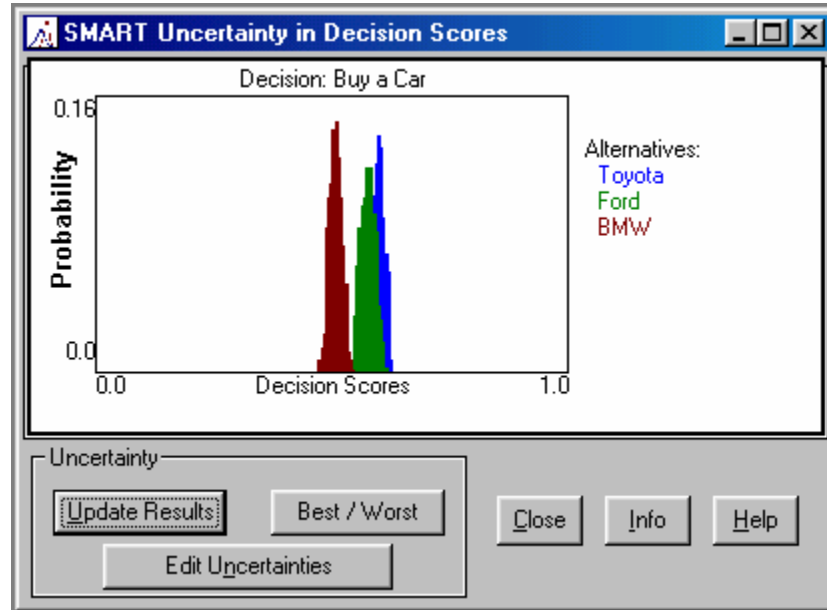 SMART Uncertainty in Decision Scores
Decision: Buy a Car
0.16
Probability
0.0
0.0 Decision Scores 1.0
Alternatives:
Toyota
Ford
BMW
Uncertainty
Update Results Best / Worst
Edit Uncertainties
Close Info Help